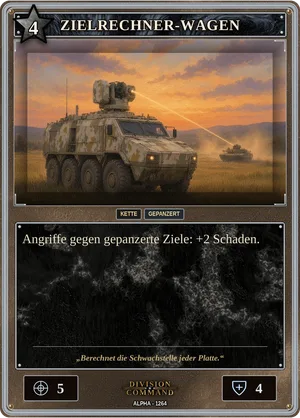 4
ZIELRECHNER-WAGEN
KETTE GEPANZERT
Angriffe gegen gepanzerte Ziele: +2 Schaden.
„Berechnet die Schwachstelle jeder Platte.“
5
DIVISION
COMMAND
ALPHA - 1264
4